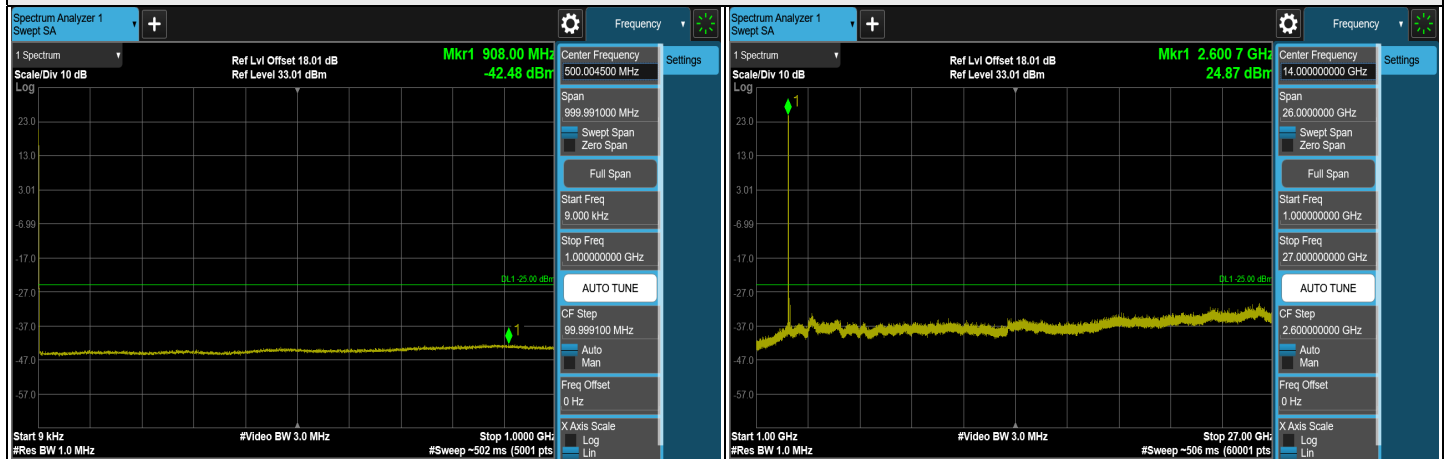 Spectrum Analyzer 1
Swept SA
+
Frequency
1 Spectrum
Scale/Div 10 dB
Log
Ref Lvl Offset 18.01 dB
Ref Level 33.01 dBm
Mkr1 908.00 MHz
-42.48 dBm
1
23.0
13.0
3.01
-6.99
-17.0
-27.0
-37.0
-47.0
-57.0
DL1 -25.00 dBm
Start 9 kHz
#Res BW 1.0 MHz
#Video BW 3.0 MHz
Stop 1.0000 GHz
#Sweep ~502 ms (5001 pts)
Center Frequency
500.004500 MHz
Span
999.991000 MHz
Swept Span
Zero Span
Full Span
Start Freq
9.000 kHz
Stop Freq
1.000000000 GHz
AUTO TUNE
CF Step
99.999100 MHz
Auto
Man
Freq Offset
0 Hz
X Axis Scale
Log
Lin
Settings
Spectrum Analyzer 1
Swept SA
+
Frequency
1 Spectrum
Scale/Div 10 dB
Log
Ref Lvl Offset 18.01 dB
Ref Level 33.01 dBm
Mkr1 2.600 7 GHz
24.87 dBm
1
23.0
13.0
3.01
-6.99
-17.0
-27.0
-37.0
-47.0
-57.0
DL1 -25.00 dBm
Start 1.00 GHz
#Res BW 1.0 MHz
#Video BW 3.0 MHz
Stop 27.00 GHz
#Sweep ~506 ms (60001 pts)
Center Frequency
14.00000000 GHz
Span
26.0000000 GHz
Swept Span
Zero Span
Full Span
Start Freq
1.000000000 GHz
Stop Freq
27.000000000 GHz
AUTO TUNE
CF Step
2.600000000 GHz
Auto
Man
Freq Offset
0 Hz
X Axis Scale
Log
Lin
Settings